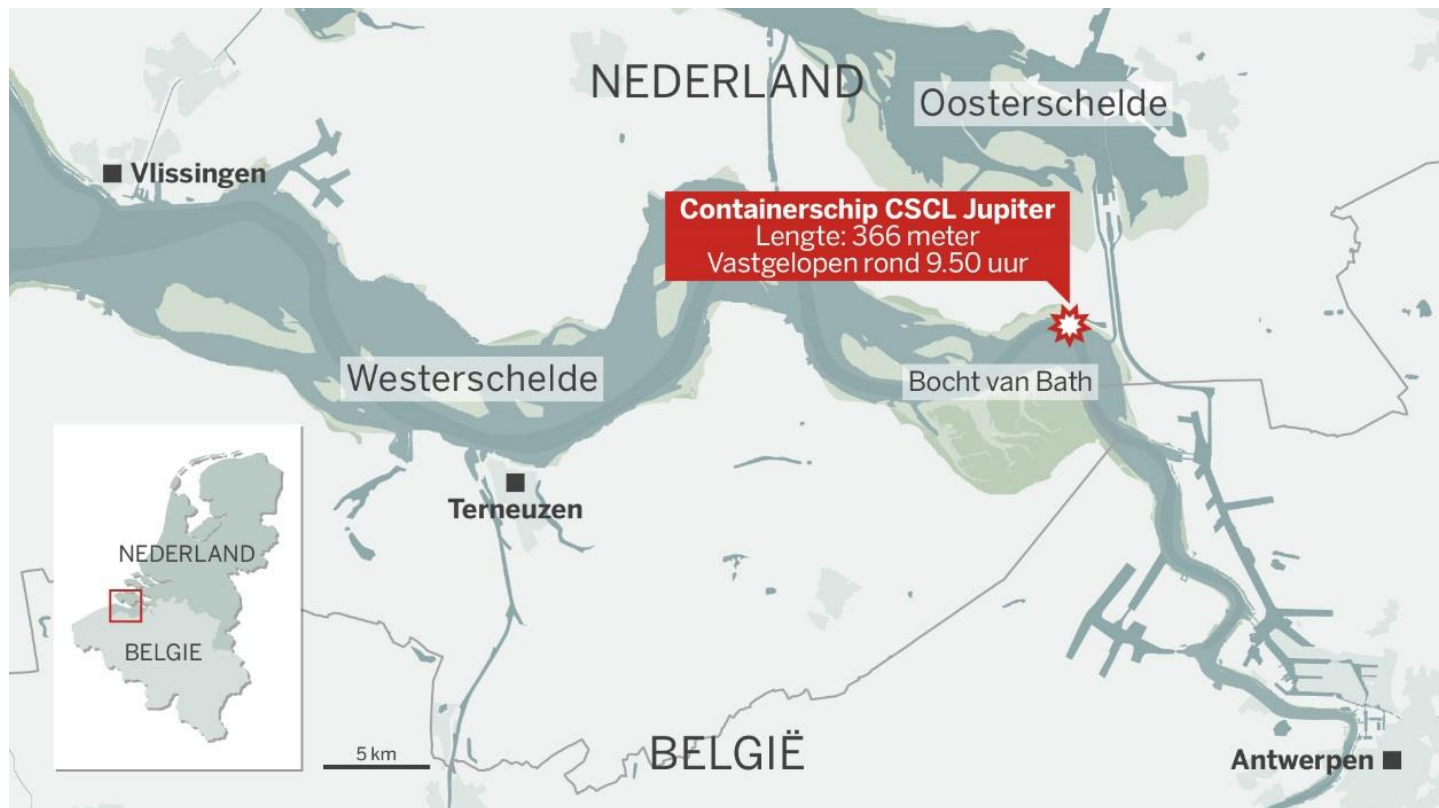 NEDERLAND
Oosterschelde
Vlissingen
Containerschip CSCL Jupiter
Lengte: 366 meter
Vastgelopen rond 9.50 uur
Westerschelde
Bocht van Bath
Terneuzen
NEDERLAND
BELGIE
5 km
BELGIË
Antwerpen